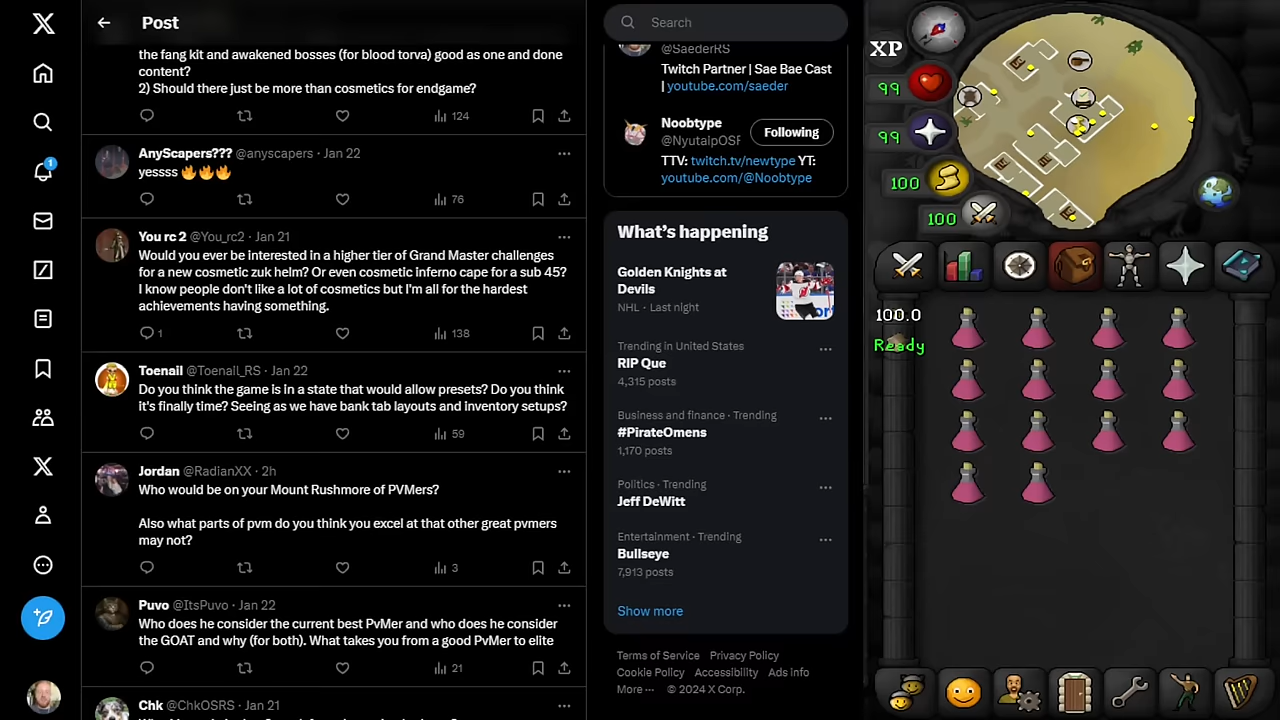 Post
the fang kit and awakened bosses (for blood torva) good as one and done
content?
2) Should there just be more than cosmetics for endgame?
124
AnyScapers??? @anyscapers · Jan 22
yessss 🔥🔥🔥
76
You rc 2 @You_rc2 · Jan 21
Would you ever be interested in a higher tier of Grand Master challenges
for a new cosmetic zuk helm? Or even cosmetic inferno cape for a sub 45?
I know people don't like a lot of cosmetics but I'm all for the hardest
achievements having something.
1
138
Toenail @Toenail_RS · Jan 22
Do you think the game is in a state that would allow presets? Do you think
it's finally time? Seeing as we have bank tab layouts and inventory setups?
59
Jordan @RadianXX · 2h
Who would be on your Mount Rushmore of PVMers?
Also what parts of pvm do you think you excel at that other great pvmers
may not?
3
Puvo @ItsPuvo · Jan 22
Who does he consider the current best PvMer and who does he consider
the GOAT and why (for both). What takes you from a good PvMer to elite
21
Chk @ChkOSRS · Jan 21
1
Search
@SaederRS
Twitch Partner | Sae Bae Cast
| youtube.com/saeder
Noobtype
Following
TTV: twitch.tv/newtype YT:
youtube.com/@Noobtype
What's happening
Golden Knights at
Devils
NHL · Last night
Trending in United States
RIP Que
4,315 posts
Business and finance · Trending
#PirateOmens
1,170 posts
Politics · Trending
Jeff DeWitt
Entertainment · Trending
Bullseye
7,913 posts
Show more
Terms of Service Privacy Policy
Cookie Policy Accessibility Ads info
More ··· © 2024 X Corp.
XP
99
99
100
100
100.0
Ready